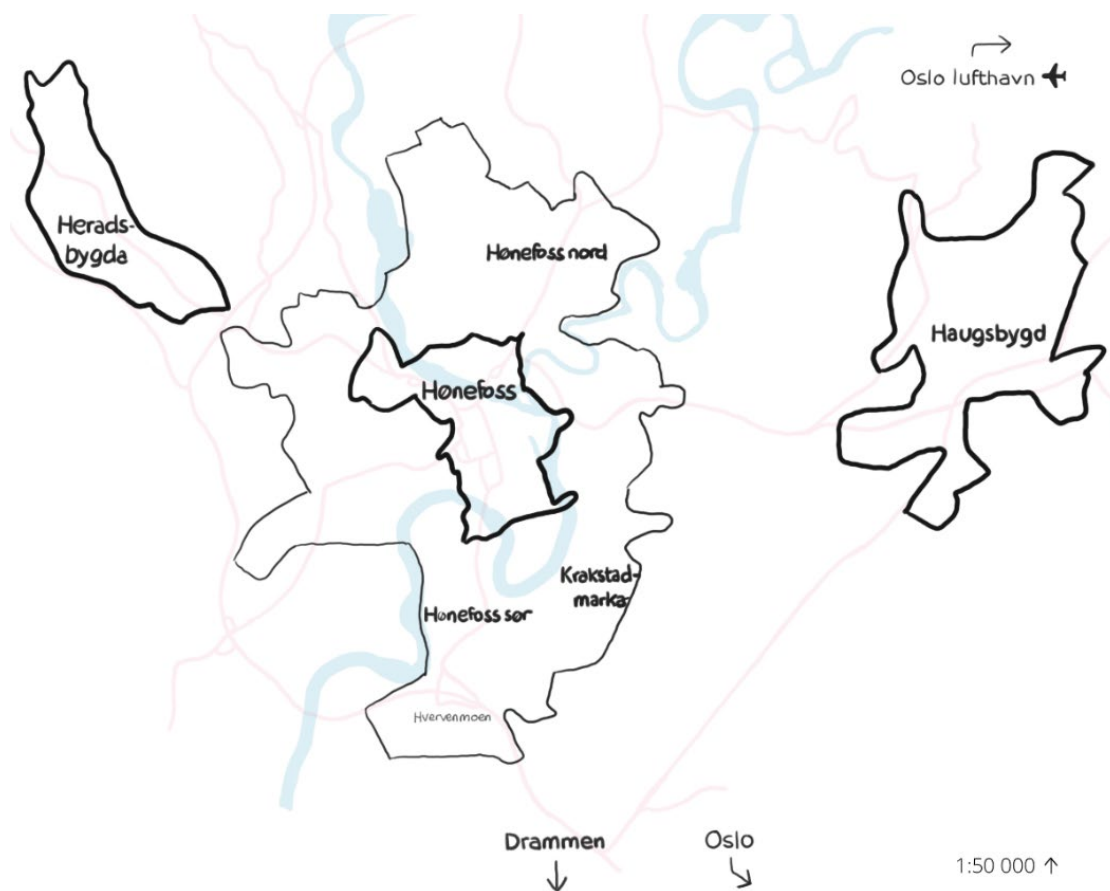 Oslo lufthavn
Herads-
bygda
Hønefoss nord
Haugsbygd
Hønefoss
Krakstad-
marka
Hønefoss sør
Hvervenmoen
Drammen
Oslo
1:50 000 ↑